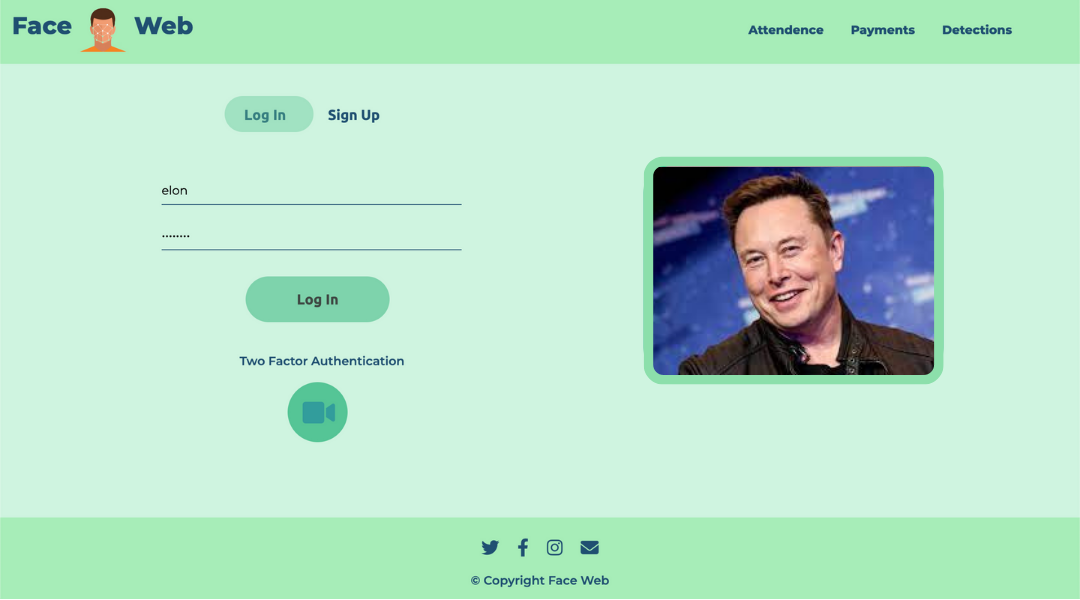 Face Web
Attendence Payments Detections
Log In Sign Up
elon
........
Log In
Two Factor Authentication
© Copyright Face Web